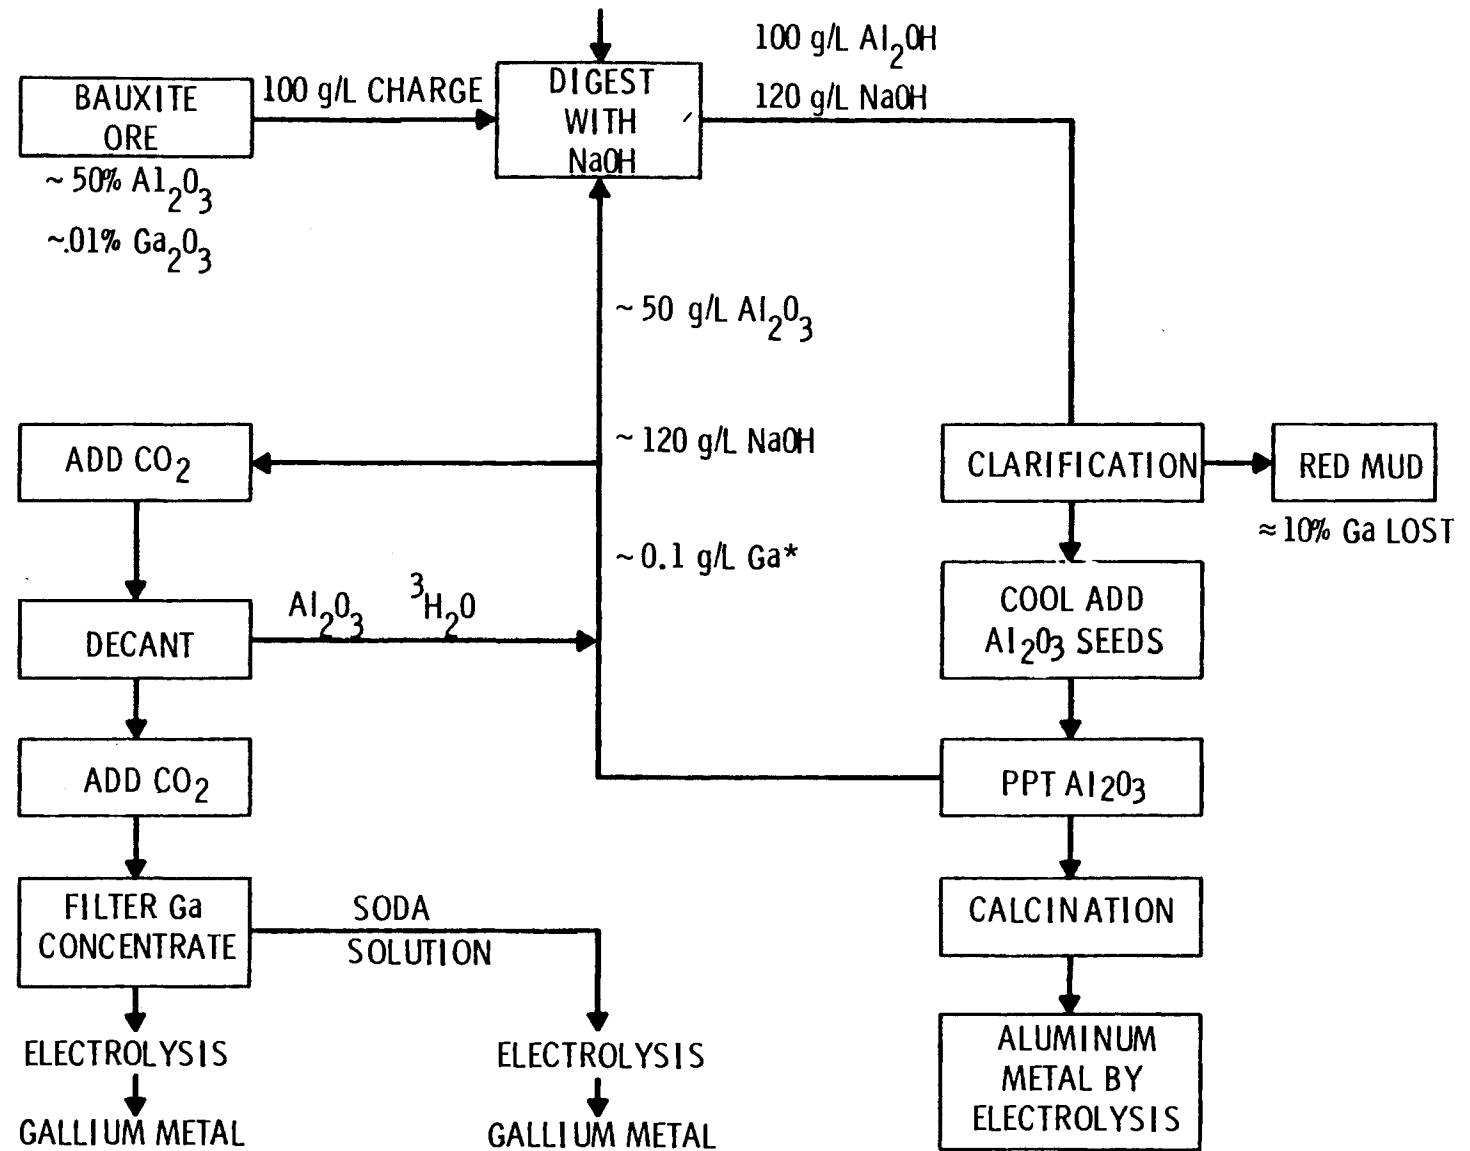 BAUXITE
ORE
~ 50% Al2O3
~.01% Ga2O3
100 g/L CHARGE
DIGEST
WITH
NaOH
100 g/L Al2OH
120 g/L NaOH
~ 50 g/L Al2O3
~ 120 g/L NaOH
~ 0.1 g/L Ga*
ADD CO2
DECANT
Al2O3 3H2O
ADD CO2
FILTER Ga
CONCENTRATE
SODA
SOLUTION
ELECTROLYSIS
GALLIUM METAL
ELECTROLYSIS
GALLIUM METAL
CLARIFICATION
RED MUD
≈ 10% Ga LOST
COOL ADD
Al2O3 SEEDS
PPT Al2O3
CALCINATION
ALUMINUM
METAL BY
ELECTROLYSIS